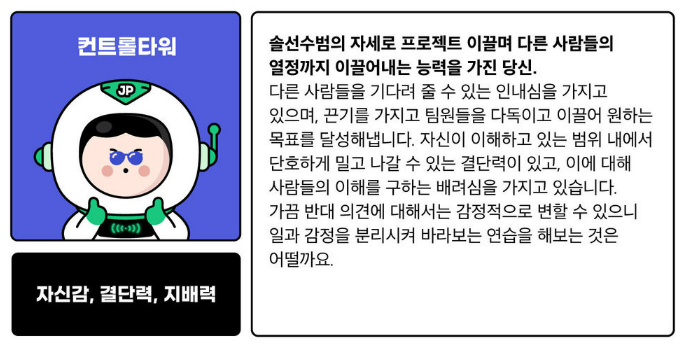 컨트롤타워
JP
자신감, 결단력, 지배력
솔선수범의 자세로 프로젝트 이끌며 다른 사람들의
열정까지 이끌어내는 능력을 가진 당신.
다른 사람들을 기다려 줄 수 있는 인내심을 가지고
있으며, 끈기를 가지고 팀원들을 다독이고 이끌어 원하는
목표를 달성해냅니다. 자신이 이해하고 있는 범위 내에서
단호하게 밀고 나갈 수 있는 결단력이 있고, 이에 대해
사람들의 이해를 구하는 배려심을 가지고 있습니다.
가끔 반대 의견에 대해서는 감정적으로 변할 수 있으니
일과 감정을 분리시켜 바라보는 연습을 해보는 것은
어떨까요.